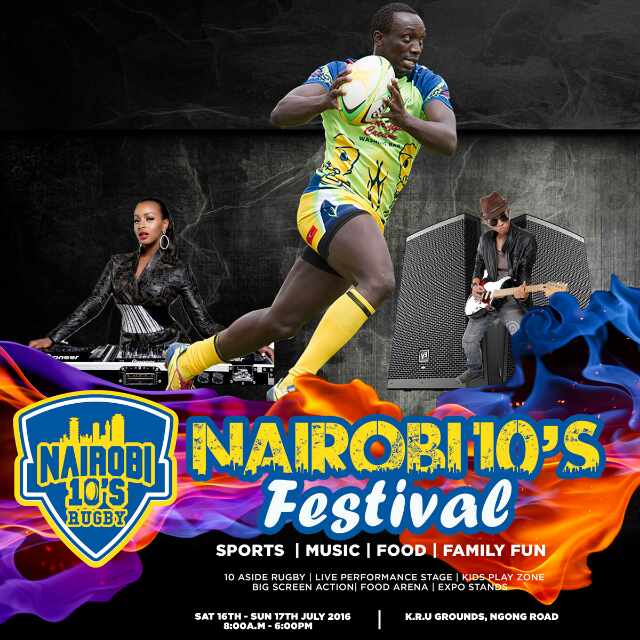 Pioneer
NAIROBI
10'S
RUGBY
NAIROBI 10'S
Festival
SPORTS | MUSIC | FOOD | FAMILY FUN
10 ASIDE RUGBY | LIVE PERFORMANCE STAGE | KIDS PLAY ZONE
BIG SCREEN ACTION| FOOD ARENA | EXPO STANDS
SAT 16TH - SUN 17TH JULY 2016
8:00A.M - 6:00PM
K.R.U GROUNDS, NGONG ROAD